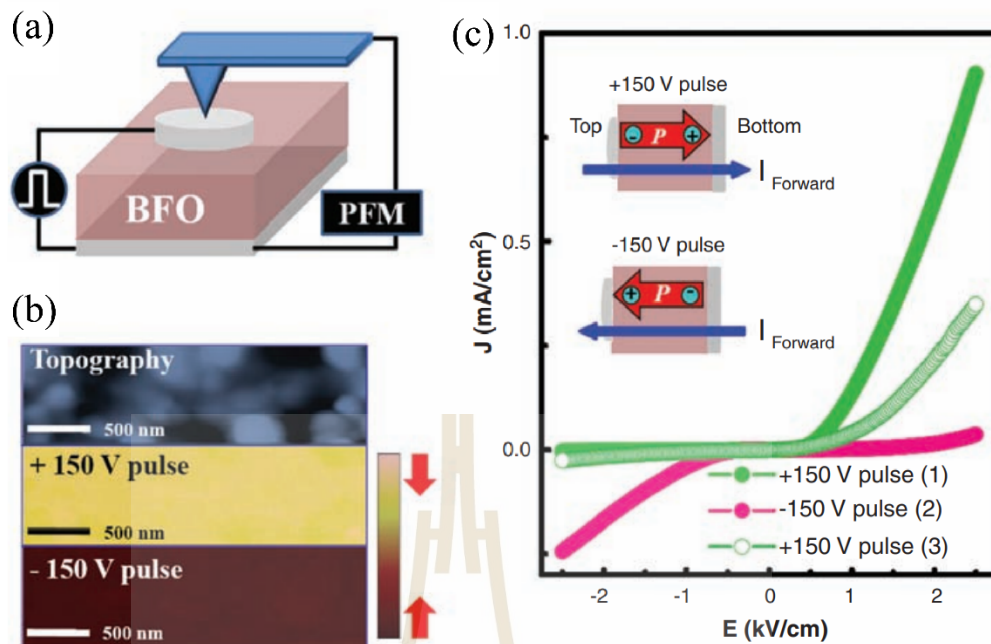 (a)
BFO
PFM
(b)
Topography
500 nm
+ 150 V pulse
500 nm
- 150 V pulse
500 nm
(c)
1.0
0.5
0.0
J (mA/cm²)
+150 V pulse
Top
- P +
Bottom
I Forward
-150 V pulse
+ P -
I Forward
+150 V pulse (1)
-150 V pulse (2)
+150 V pulse (3)
-2 -1 0 1 2
E (kV/cm)